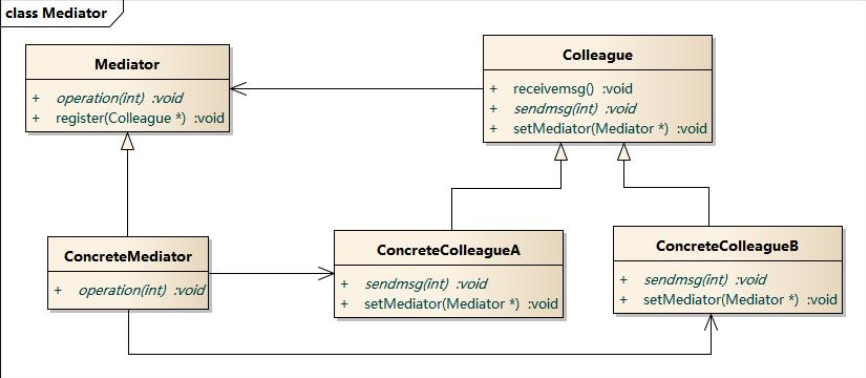 class Mediator
Mediator
+ operation(int) :void
+ register(Colleague *) :void
Colleague
+ receivemsg() :void
+ sendmsg(int) :void
+ setMediator(Mediator *) :void
ConcreteMediator
+ operation(int) :void
ConcreteColleagueA
+ sendmsg(int) :void
+ setMediator(Mediator *) :void
ConcreteColleagueB
+ sendmsg(int) :void
+ setMediator(Mediator *) :void